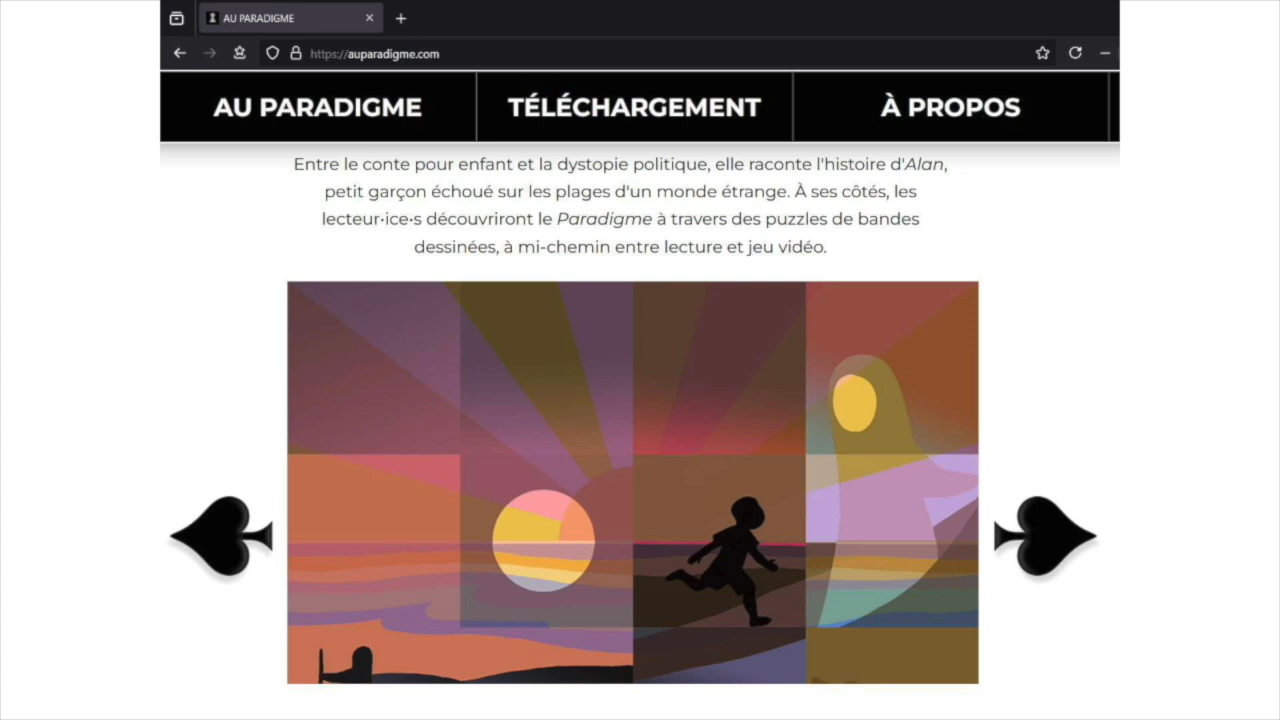 AU PARADIGME
https://auparadigme.com
AU PARADIGME
TÉLÉCHARGEMENT
À PROPOS
Entre le conte pour enfant et la dystopie politique, elle raconte l'histoire d'Alan,
petit garçon échoué sur les plages d'un monde étrange. À ses côtés, les
lecteur·ice·s découvriront le Paradigme à travers des puzzles de bandes
dessinées, à mi-chemin entre lecture et jeu vidéo.